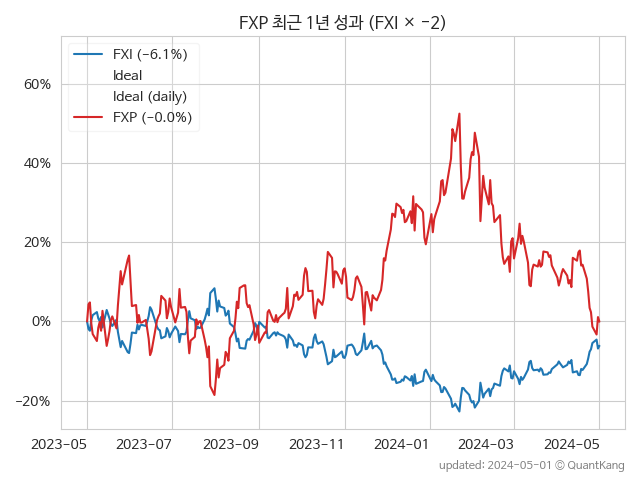 FXP 최근 1년 성과 (FXI × −2)
FXI (−6.1%)
Ideal
Ideal (daily)
FXP (−0.0%)
60%
40%
20%
0%
−20%
2023−05
2023−07
2023−09
2023−11
2024−01
2024−03
2024−05
updated: 2024−05−01 © QuantKang